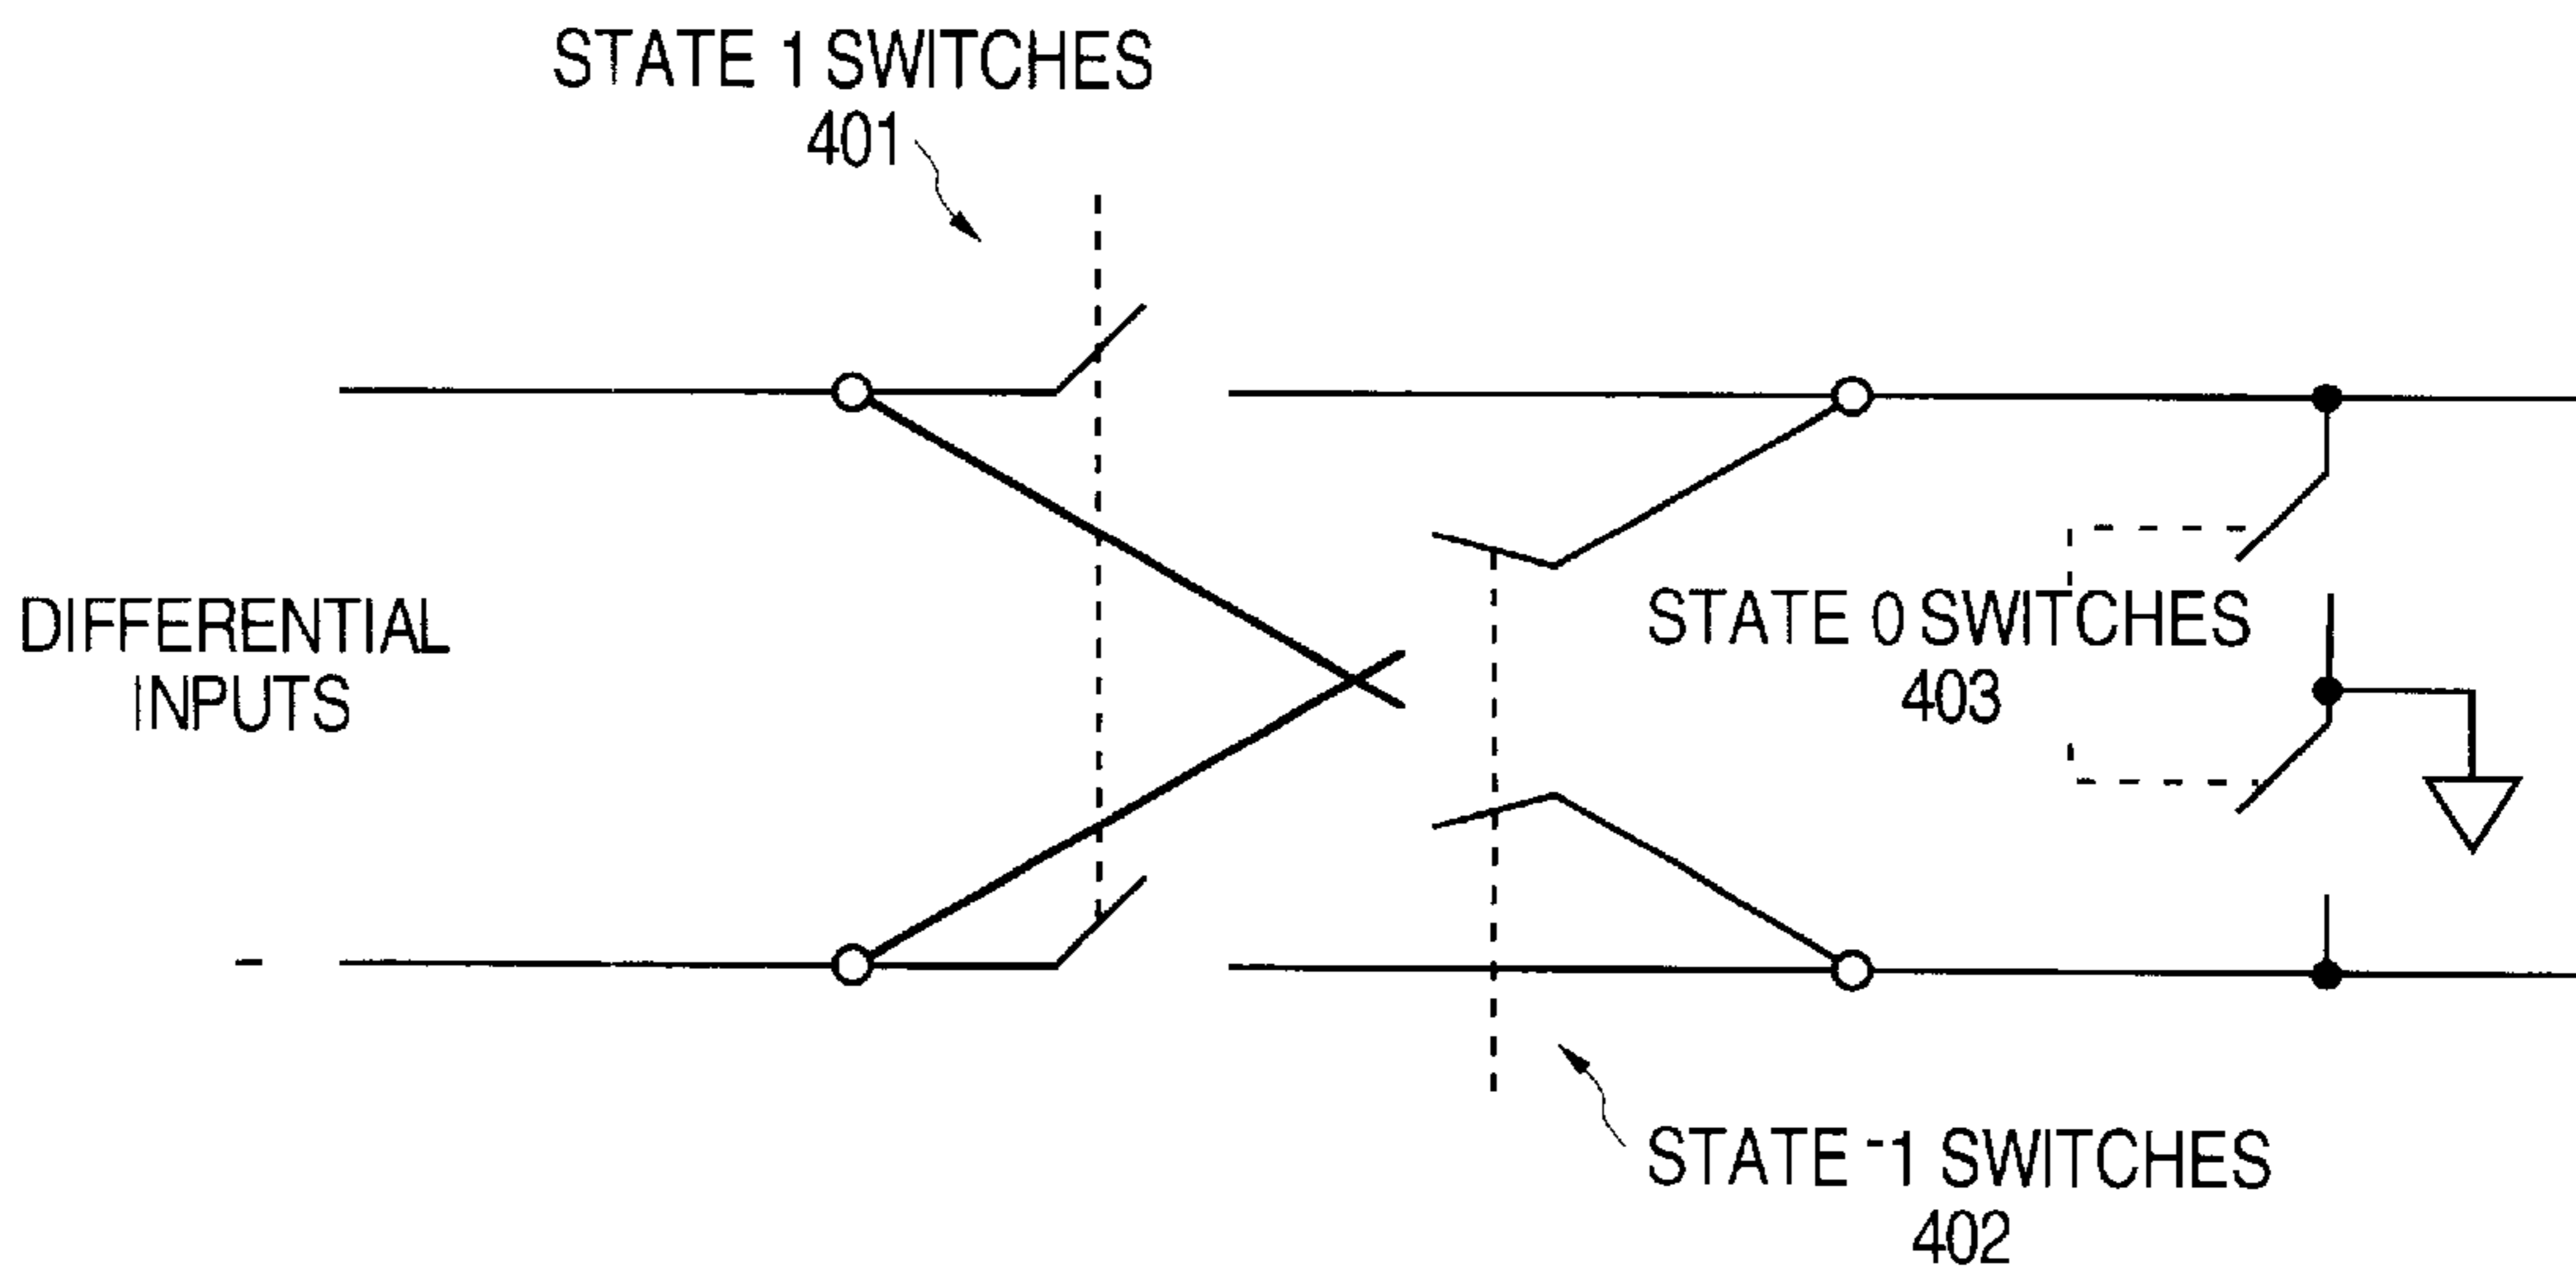 STATE 1 SWITCHES
401
DIFFERENTIAL
INPUTS
STATE 0 SWITCHES
403
-
STATE -1 SWITCHES
402